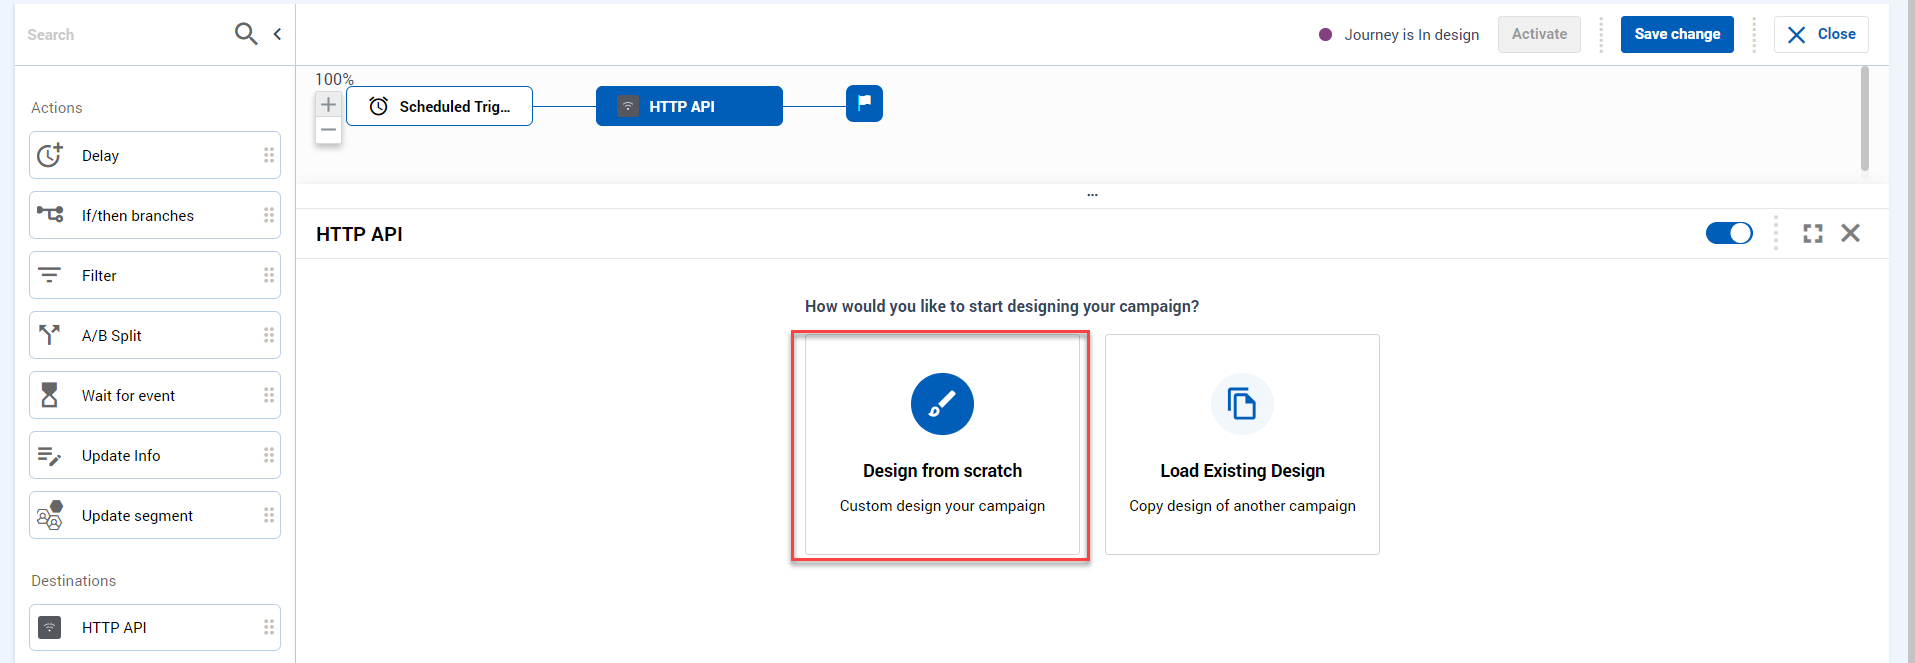 Search
Journey is In design
Activate
Save change
Close
100%
Scheduled Trig...
HTTP API
Actions
Delay
If/then branches
Filter
A/B Split
Wait for event
Update Info
Update segment
Destinations
HTTP API
HTTP API
How would you like to start designing your campaign?
Design from scratch
Custom design your campaign
Load Existing Design
Copy design of another campaign